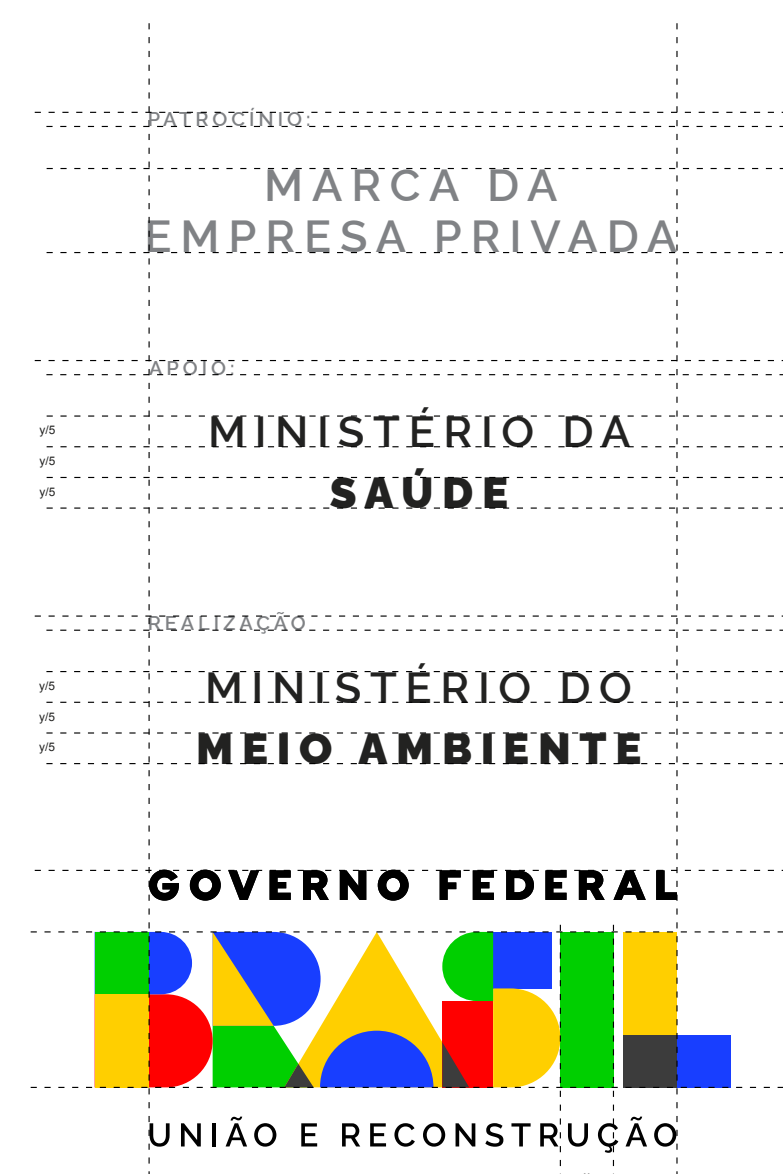 PATROCÍNIO:
MARCA DA
EMPRESA PRIVADA
APOIO:
y/5
MINISTÉRIO DA
y/5
y/5
SAÚDE
REALIZAÇÃO
y/5
MINISTÉRIO DO
y/5
y/5
MEIO AMBIENTE
GOVERNO FEDERAL
BRASIL
UNIÃO E RECONSTRUÇÃO